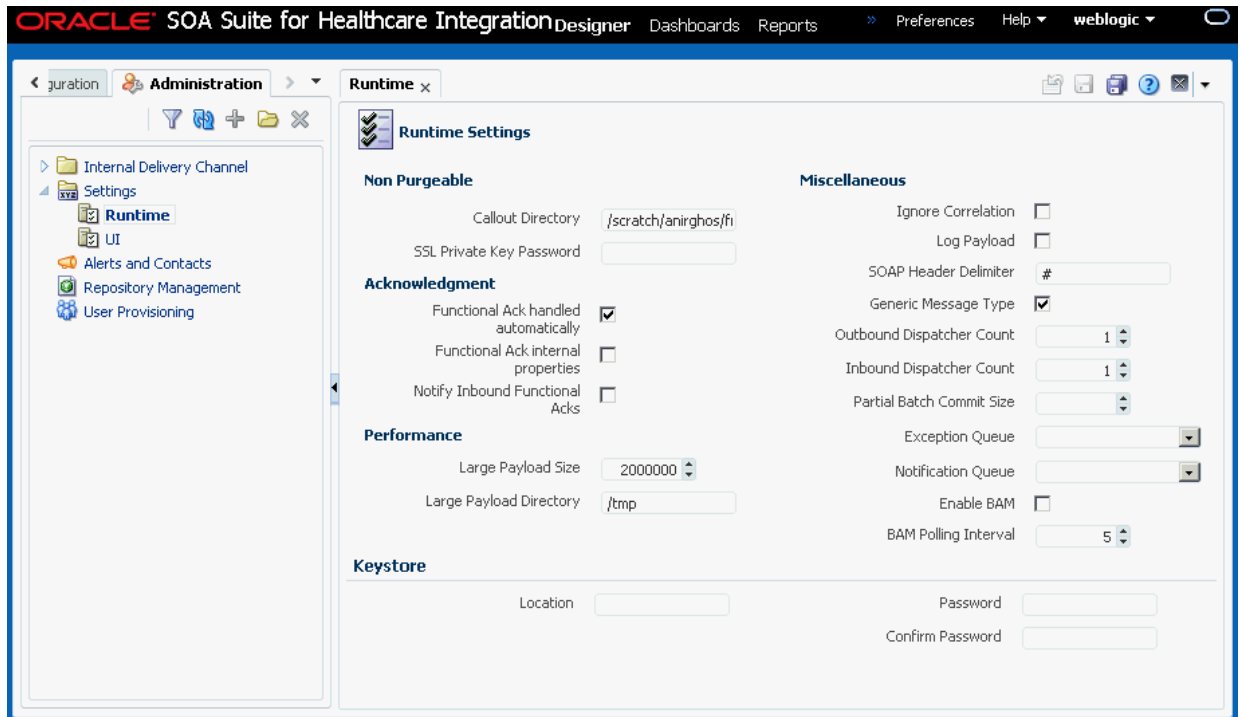 ORACLE SOA Suite for Healthcare Integration Designer Dashboards Reports » Preferences Help weblogic
guration Administration
Runtime x
Runtime Settings
Internal Delivery Channel
Settings
Runtime
UI
Alerts and Contacts
Repository Management
User Provisioning
Non Purgeable
Callout Directory /scratch/anirghos/fi
SSL Private Key Password
Acknowledgment
Functional Ack handled
automatically
Functional Ack internal
properties
Notify Inbound Functional
Acks
Performance
Large Payload Size 2000000
Large Payload Directory /tmp
Miscellaneous
Ignore Correlation
Log Payload
SOAP Header Delimiter #
Generic Message Type
Outbound Dispatcher Count 1
Inbound Dispatcher Count 1
Partial Batch Commit Size
Exception Queue
Notification Queue
Enable BAM
BAM Polling Interval 5
Keystore
Location
Password
Confirm Password